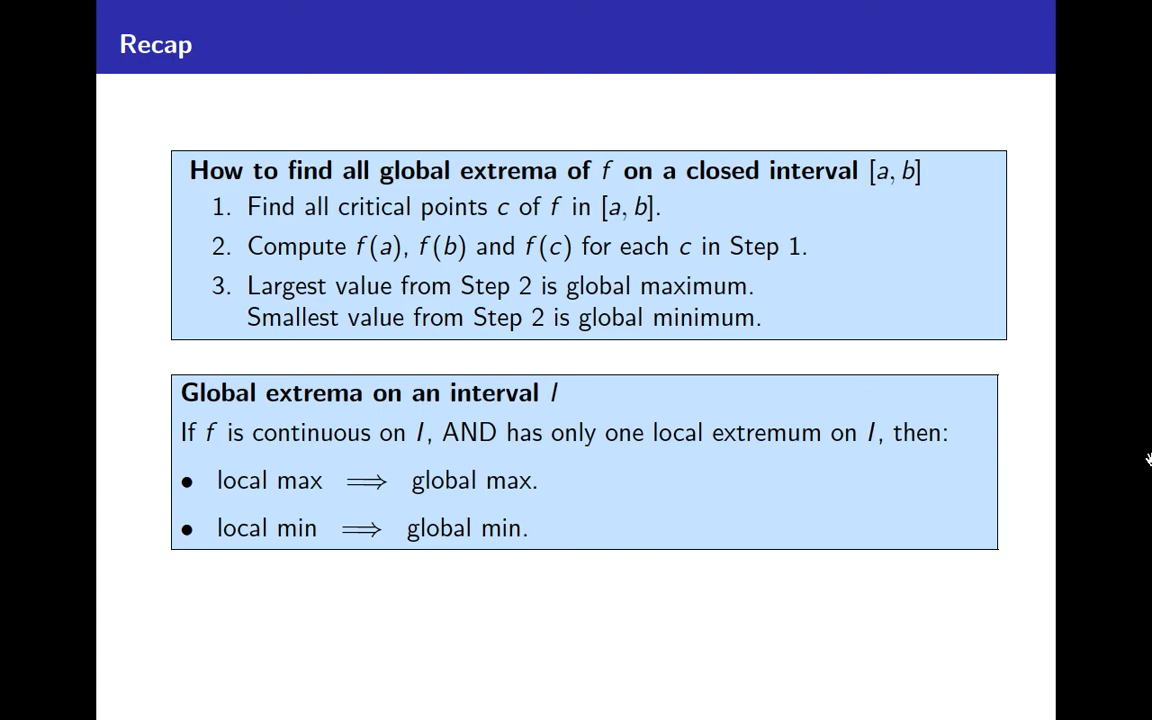 Recap
How to find all global extrema of f on a closed interval [a, b]
1. Find all critical points c of f in [a, b].
2. Compute f(a), f(b) and f(c) for each c in Step 1.
3. Largest value from Step 2 is global maximum.
Smallest value from Step 2 is global minimum.
Global extrema on an interval I
If f is continuous on I, AND has only one local extremum on I, then:
• local max ⟹ global max.
• local min ⟹ global min.